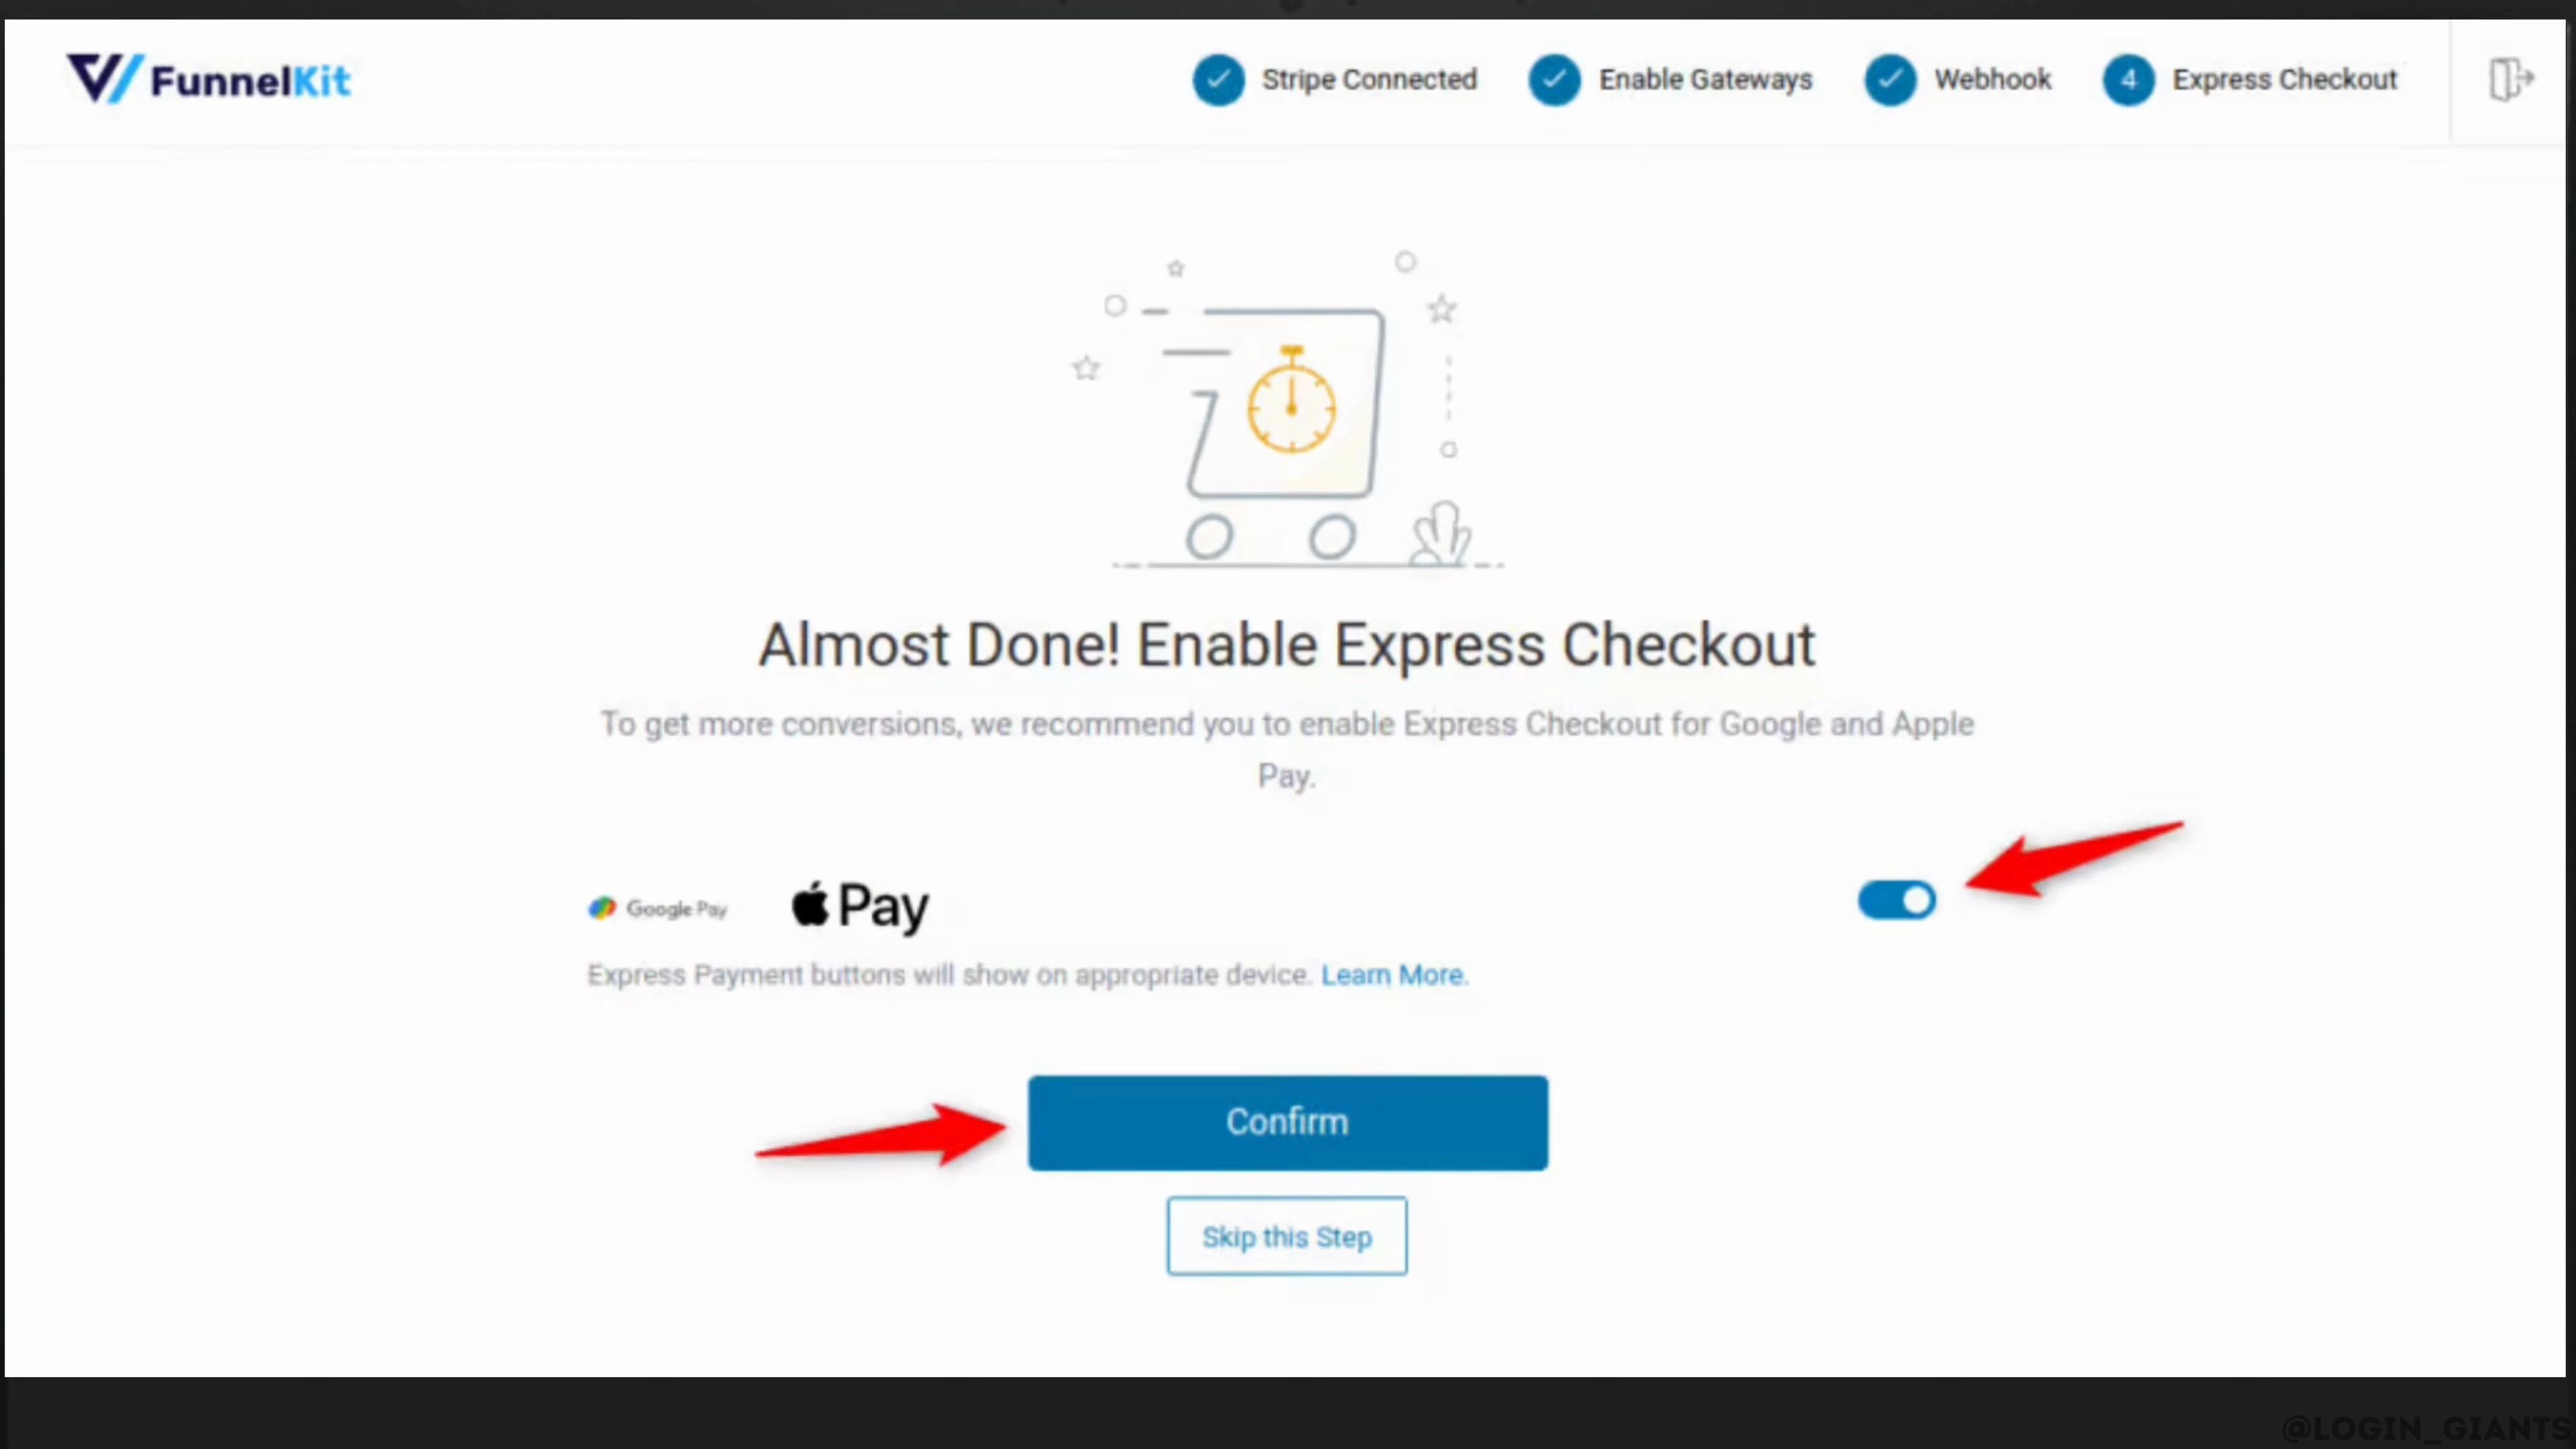 FunnelKit
Stripe Connected
Enable Gateways
Webhook
4 Express Checkout
Almost Done! Enable Express Checkout
To get more conversions, we recommend you to enable Express Checkout for Google and Apple
Pay.
Google Pay
Pay
Express Payment buttons will show on appropriate device. Learn More.
Confirm
Skip this Step
@LOGIN_GIANTS